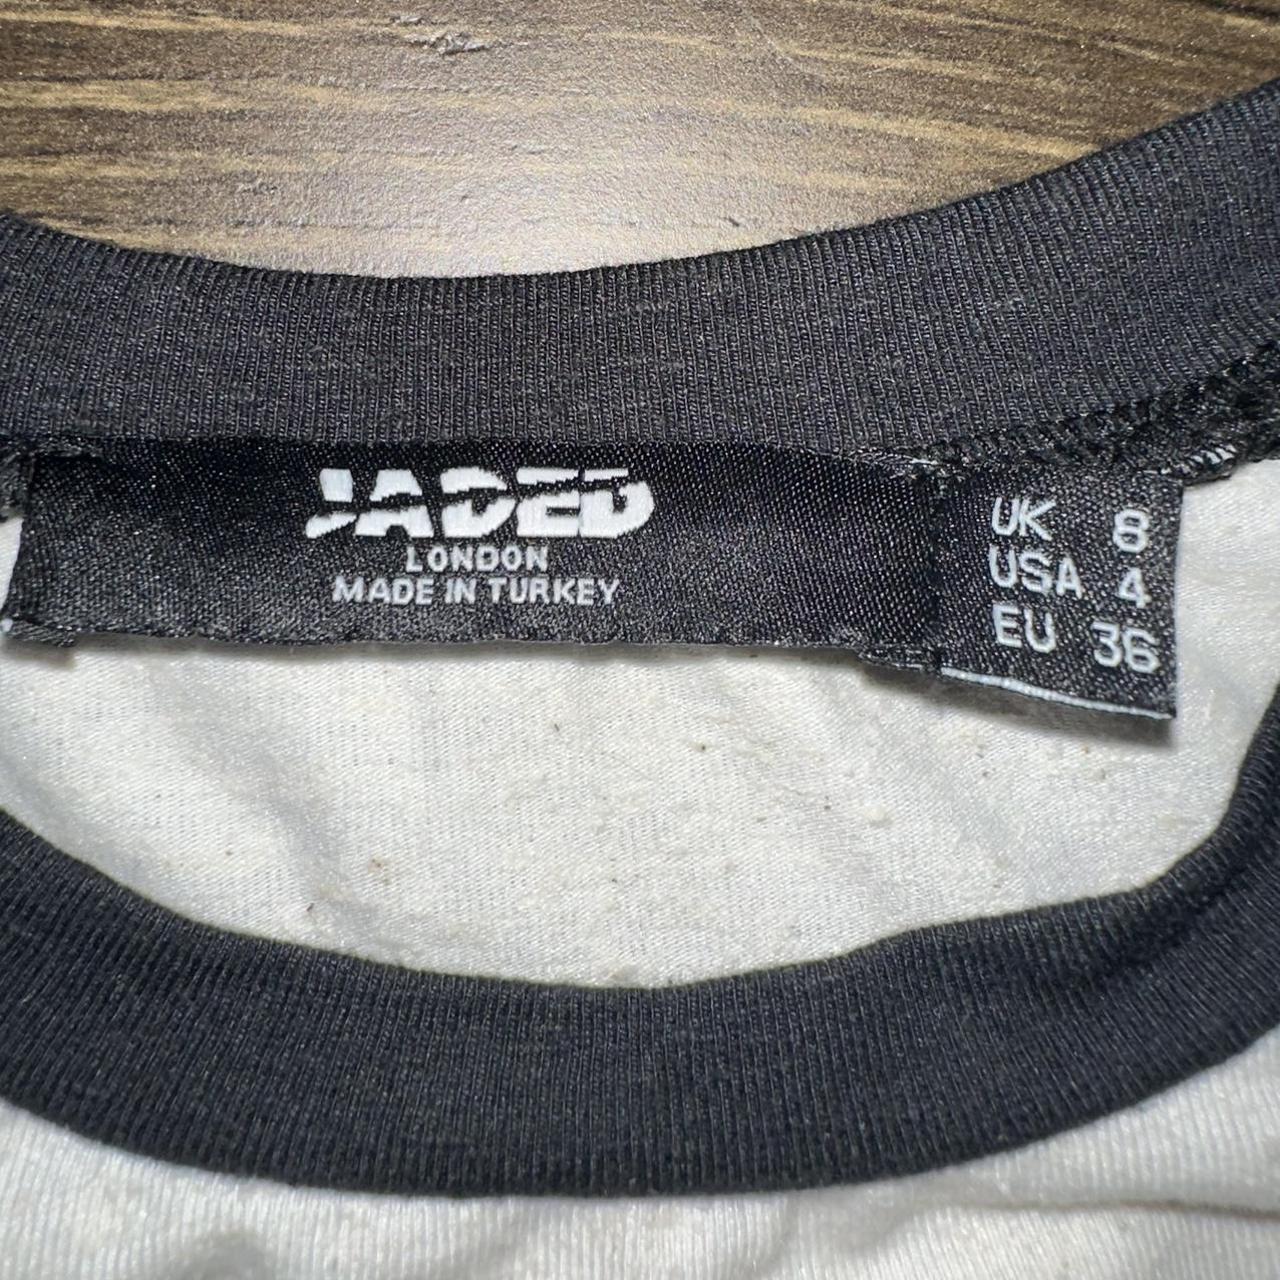 JADED
LONDON
MADE IN TURKEY
UK 8
USA 4
EU 36